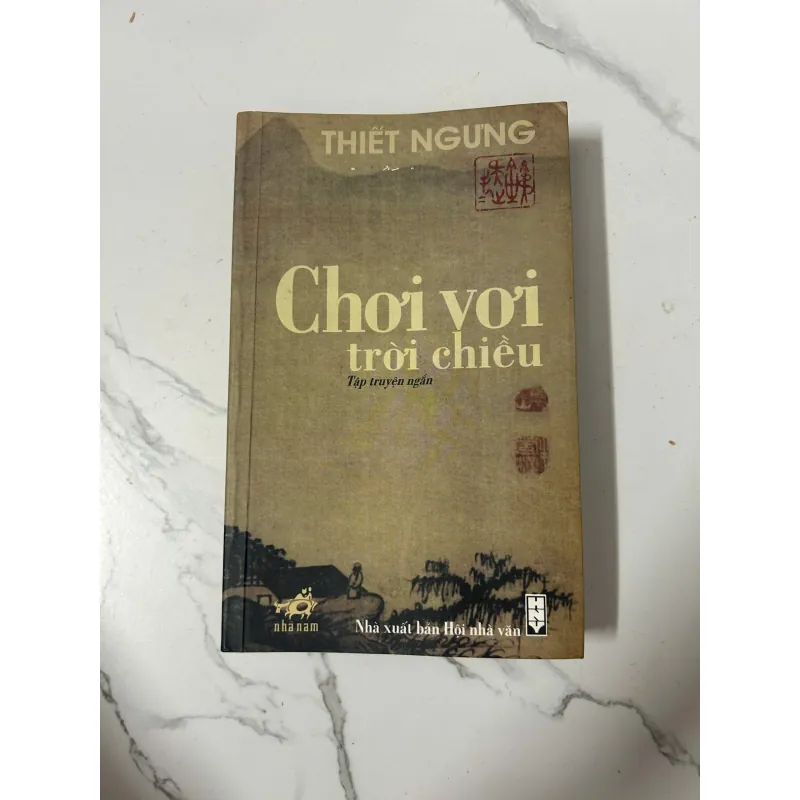 THIẾT NGƯNG
Chơi vơi
trời chiều
Tập truyện ngắn
nhã nam
Nhà xuất bản Hội nhà văn